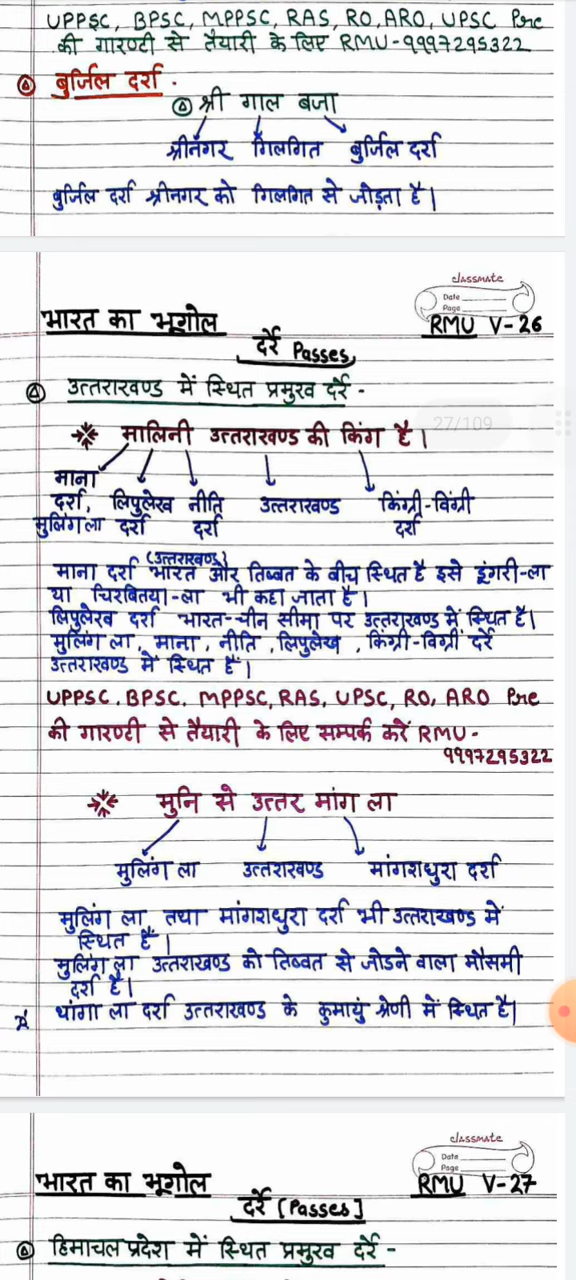 UPPSC, BPSC, MPPSC, RAS, RO, ARO, UPSC Pre
की गारण्टी से तैयारी के लिए RMU-9997295322
बुर्जिल दर्रा -
श्री गाल बजा
श्रीनगर गिलगित बुर्जिल दर्रा
बुर्जिल दर्रा श्रीनगर को गिलगित से जोड़ता है।
classmate
Date
Page
भारत का भूगोल RMU V-26
दर्रे Passes
उत्तराखण्ड में स्थित प्रमुख दर्रे -
27/109
मालिनी उत्तराखण्ड की किंग है।
माना
दर्रा, लिपुलेख नीति उत्तराखण्ड किंग्री-विंग्री
मुलिंग ला दर्रा दर्रा दर्रा
(उत्तराखण्ड)
माना दर्रा भारत और तिब्बत के बीच स्थित है इसे डूंगरी-ला
या चिरबितया-ला भी कहा जाता है।
लिपुलेख दर्रा भारत-चीन सीमा पर उत्तराखण्ड में स्थित है।
मुलिंग ला, माना, नीति, लिपुलेख, किंग्री-विग्री दर्रे
उत्तराखण्ड में स्थित हैं।
UPPSC, BPSC, MPPSC, RAS, UPSC, RO, ARO Pre
की गारण्टी से तैयारी के लिए सम्पर्क करें RMU-
9997295322
मुनि से उत्तर मांग ला
मुलिंग ला उत्तराखण्ड मांगशधुरा दर्रा
मुलिंग ला तथा मांगशधुरा दर्रा भी उत्तराखण्ड में
स्थित है।
मुलिंग ला उत्तराखण्ड को तिब्बत से जोडने वाला मौसमी
दर्रा है।
थांगा ला दर्रा उत्तराखण्ड के कुमायुं श्रेणी में स्थित है।
classmate
Date
Page
भारत का भूगोल RMU V-27
दर्रे [Passes]
हिमाचल प्रदेश में स्थित प्रमुख दर्रे -